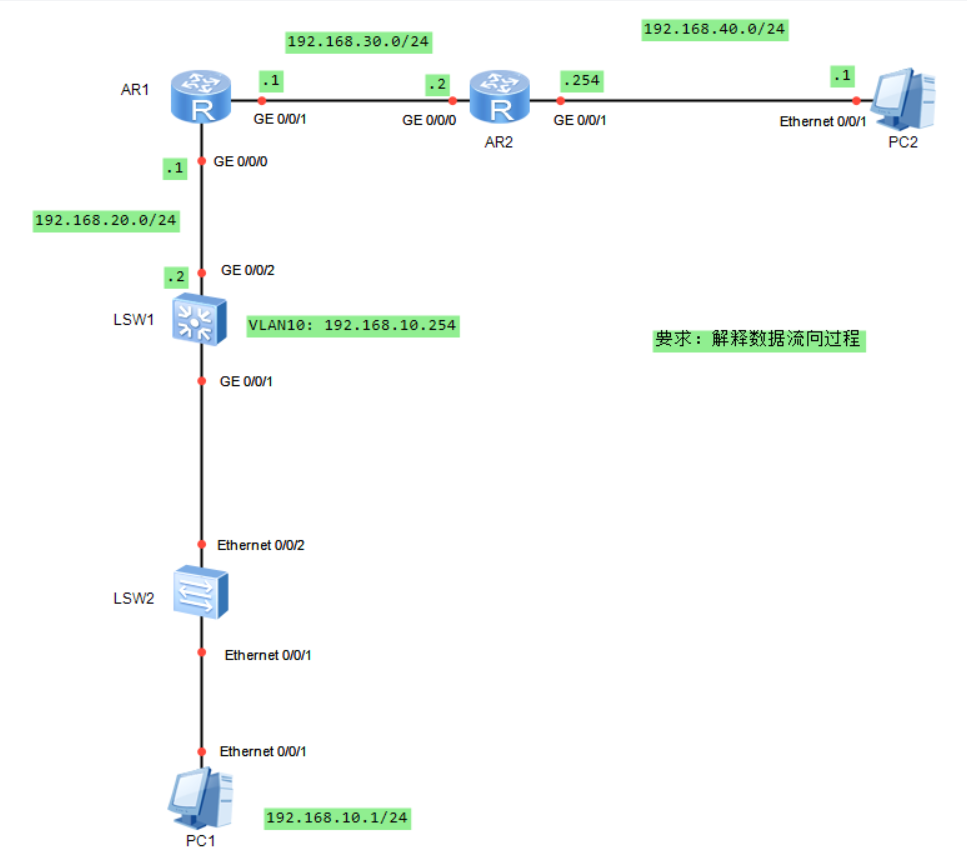 192.168.40.0/24
192.168.30.0/24
AR1
.1
.2
.254
.1
GE 0/0/1
GE 0/0/0
GE 0/0/1
Ethernet 0/0/1
R
R
AR2
PC2
.1
GE 0/0/0
192.168.20.0/24
.2
GE 0/0/2
LSW1
VLAN10: 192.168.10.254
要求: 解释数据流向过程
GE 0/0/1
Ethernet 0/0/2
LSW2
Ethernet 0/0/1
Ethernet 0/0/1
192.168.10.1/24
PC1